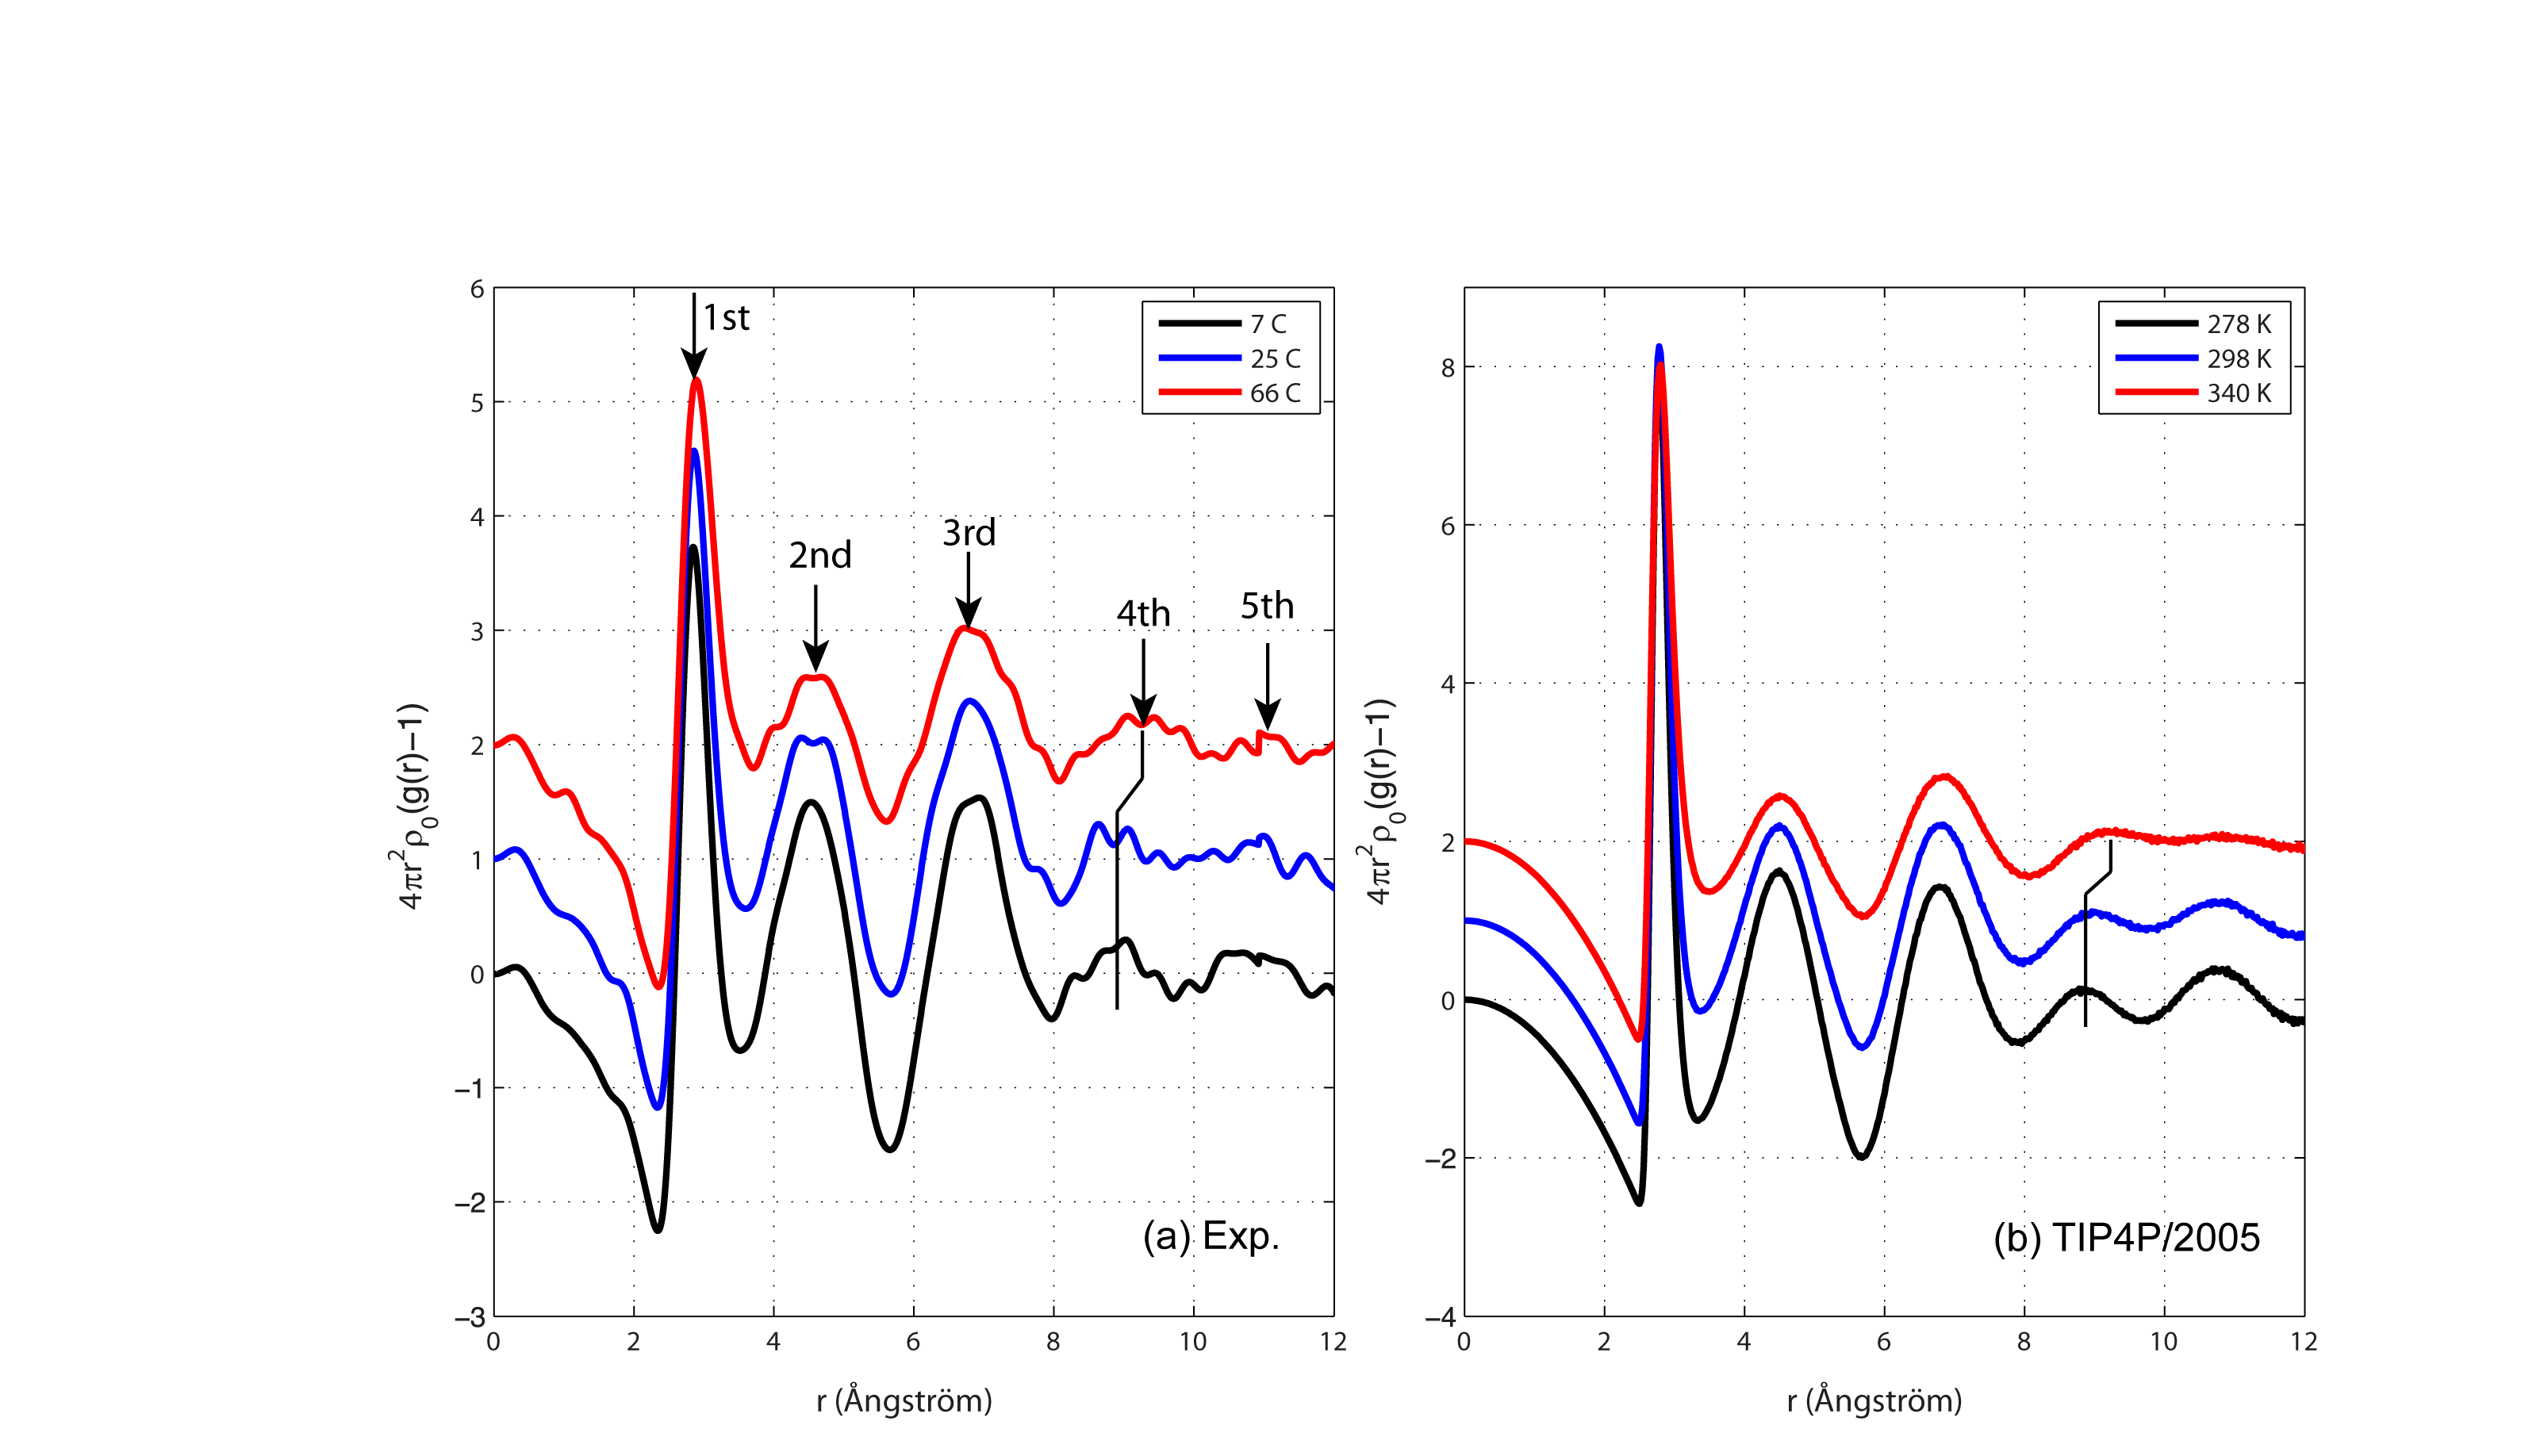 6
5
4
3
2
1
0
−1
−2
−3
0 2 4 6 8 10 12
4πr²ρ₀(g(r)−1)
r (Ångström)
1st
2nd
3rd
4th
5th
7 C
25 C
66 C
(a) Exp.
8
6
4
2
0
−2
−4
0 2 4 6 8 10 12
4πr²ρ₀(g(r)−1)
r (Ångström)
278 K
298 K
340 K
(b) TIP4P/2005